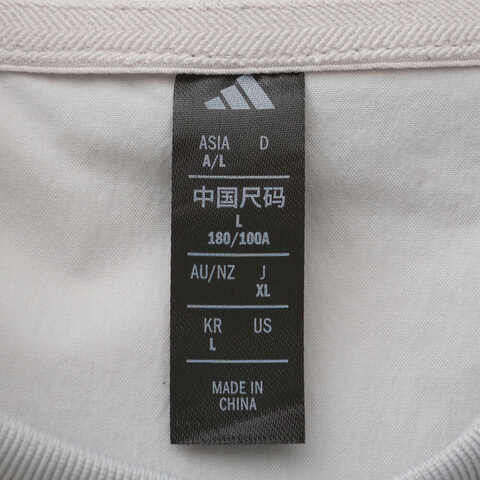 ASIA D
A/L
中国尺码
L
180/100A
AU/NZ J
XL
KR US
L
MADE IN
CHINA